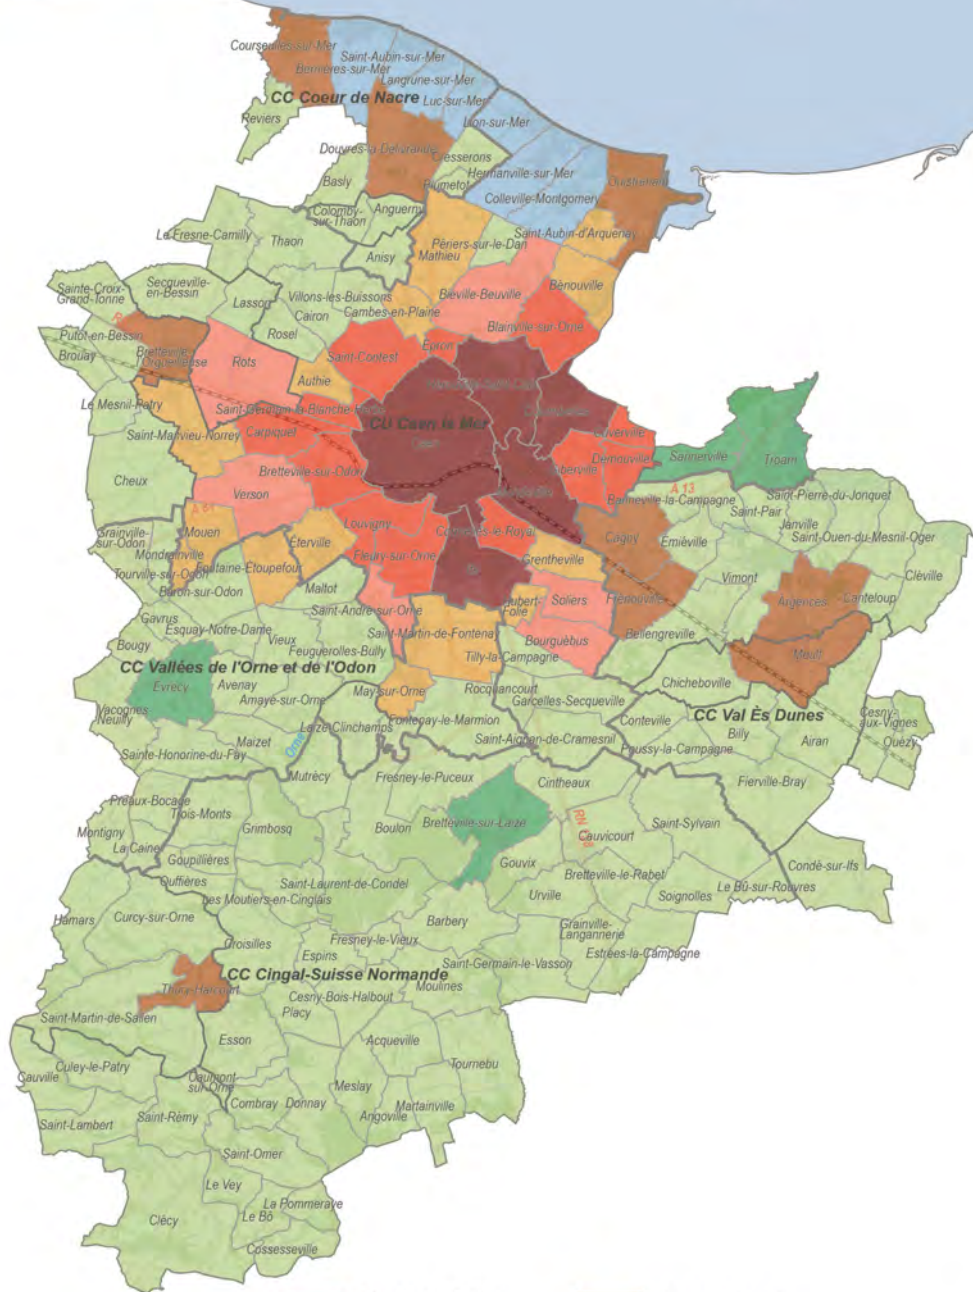 Courseulles-sur-Mer
Bernières-sur-Mer
Saint-Aubin-sur-Mer
Langrune-sur-Mer
CC Coeur de Nacre
Luc-sur-Mer
Lion-sur-Mer
Reviers
Douvres-la-Délivrande
Cresserons
Hermanville-sur-Mer
Basly
Plumetot
Colleville-Montgomery
Ouistreham
Colomby-
sur-Thaon
Anguerny
Saint-Aubin-d'Arquenay
Le Fresne-Camilly
Thaon
Anisy
Mathieu
Périers-sur-le-Dan
Sainte-Croix-
Grand-Tonne
Secqueville-
en-Bessin
Lasson
Villons-les-Buissons
Cairon
Cambes-en-Plaine
Biéville-Beuville
Bénouville
Rosel
Blainville-sur-Orne
Putot-en-Bessin
Bretteville-
l'Orgueilleuse
Brouay
Rots
Saint-Contest
Épron
Authie
Le Mesnil-Patry
Saint-Germain-la-Blanche-Herbe
CU Caen la Mer
Caen
Saint-Manvieu-Norrey
Carpiquet
Cuverville
Démouville
Sannerville
Troarn
Cheux
Bretteville-sur-Odon
Giberville
A 13
Verson
Banneville-la-Campagne
Saint-Pierre-du-Jonquet
Saint-Pair
A 84
Mouen
Louvigny
Cormelles-le-Royal
Cagny
Émiéville
Janville
Saint-Ouen-du-Mesnil-Oger
Grainville-
sur-Odon
Mondrainville
Éterville
Fleury-sur-Orne
Ifs
Grentheville
Tourville-sur-Odon
Fontaine-Étoupefour
Baron-sur-Odon
Maltot
Vimont
Cléville
Frénouville
Argences
Canteloup
Gavrus
Saint-André-sur-Orne
Hubert-
Folie
Soliers
Esquay-Notre-Dame
Vieux
Saint-Martin-de-Fontenay
Bourguébus
Bellengreville
Bougy
Feuguerolles-Bully
Tilly-la-Campagne
Moult
CC Vallées de l'Orne et de l'Odon
Evrecy
Avenay
May-sur-Orne
Rocquancourt
Chicheboville
Vacognes
Neuilly
Amayé-sur-Orne
Garcelles-Secqueville
CC Val Ès Dunes
Cesny-
aux-Vignes
Laize-Clinchamps
Fontenay-le-Marmion
Conteville
Billy
Airan
Ouézy
Maizet
Orne
Saint-Aignan-de-Cramesnil
Poussy-la-Campagne
Sainte-Honorine-du-Fay
Mutrécy
Fresney-le-Puceux
Cintheaux
Fierville-Bray
Préaux-Bocage
Trois-Monts
Montigny
Grimbosq
Boulon
Bretteville-sur-Laize
Cauvicourt
Saint-Sylvain
La Caine
Goupillières
Gouvix
Condé-sur-Ifs
Ouffières
Saint-Laurent-de-Condel
Bretteville-le-Rabet
Le Bû-sur-Rouvres
Les Moutiers-en-Cinglais
Urville
Soignolles
Hamars
Curcy-sur-Orne
Barbery
Grainville-
Langannerie
Croisilles
Fresney-le-Vieux
Espins
Saint-Germain-le-Vasson
Estrées-la-Campagne
CC Cingal-Suisse Normande
Thury-Harcourt
Moulines
Cesny-Bois-Halbout
Placy
Saint-Martin-de-Sallen
Esson
Acqueville
Culey-le-Patry
Cauville
Caumont-
sur-Orne
Tournebu
Meslay
Combray
Donnay
Martainville
Angoville
Saint-Lambert
Saint-Rémy
Saint-Omer
Le Vey
La Pommeraye
Clécy
Le Bô
Cossesseville